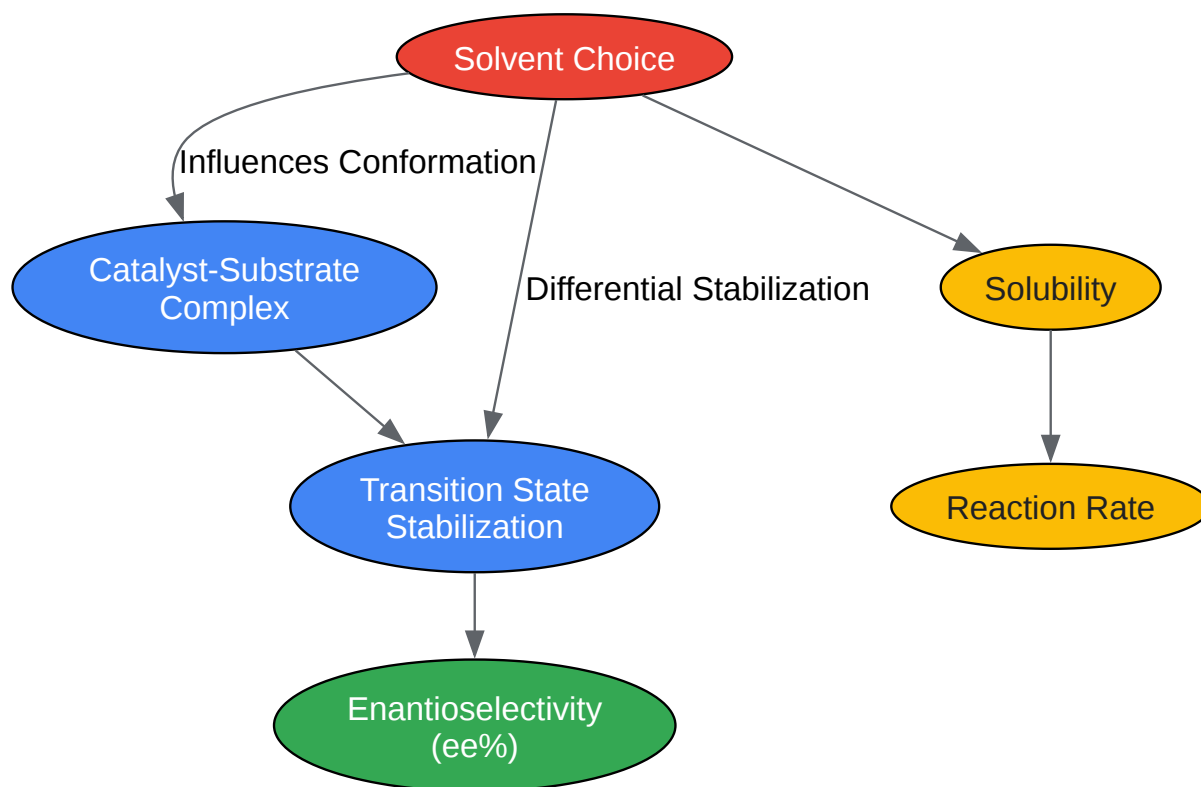 Solvent Choice
Influences Conformation
Catalyst-Substrate
Complex
Differential Stabilization
Solubility
Transition State
Stabilization
Reaction Rate
Enantioselectivity
(ee%)